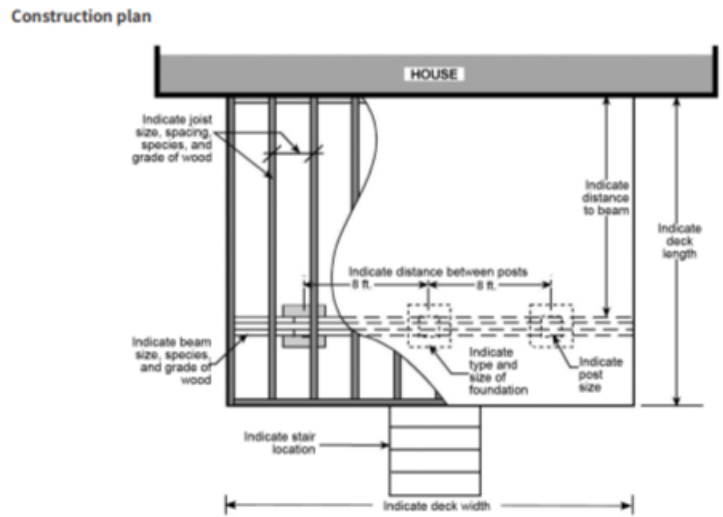 Construction plan
HOUSE
Indicate joist
size, spacing,
species, and
grade of wood
Indicate
distance
to beam
Indicate
deck
length
Indicate distance between posts
8 ft.
8 ft.
Indicate beam
size, species,
and grade of
wood
Indicate
type and
size of
foundation
Indicate
post
size
Indicate stair
location
Indicate deck width